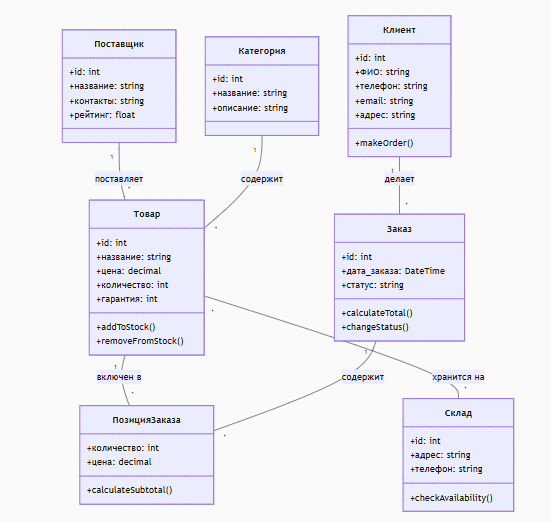 Поставщик
+id: int
+название: string
+контакты: string
+рейтинг: float
Категория
+id: int
+название: string
+описание: string
Клиент
+id: int
+ФИО: string
+телефон: string
+email: string
+адрес: string
+makeOrder()
1
поставляет
*
1
содержит
*
1
делает
*
Товар
+id: int
+название: string
+цена: decimal
+количество: int
+гарантия: int
+addToStock()
+removeFromStock()
Заказ
+id: int
+дата_заказа: DateTime
+статус: string
+calculateTotal()
+changeStatus()
1
включен в
*
1
содержит
*
*
хранится на
*
ПозицияЗаказа
+количество: int
+цена: decimal
+calculateSubtotal()
Склад
+id: int
+адрес: string
+телефон: string
+checkAvailability()